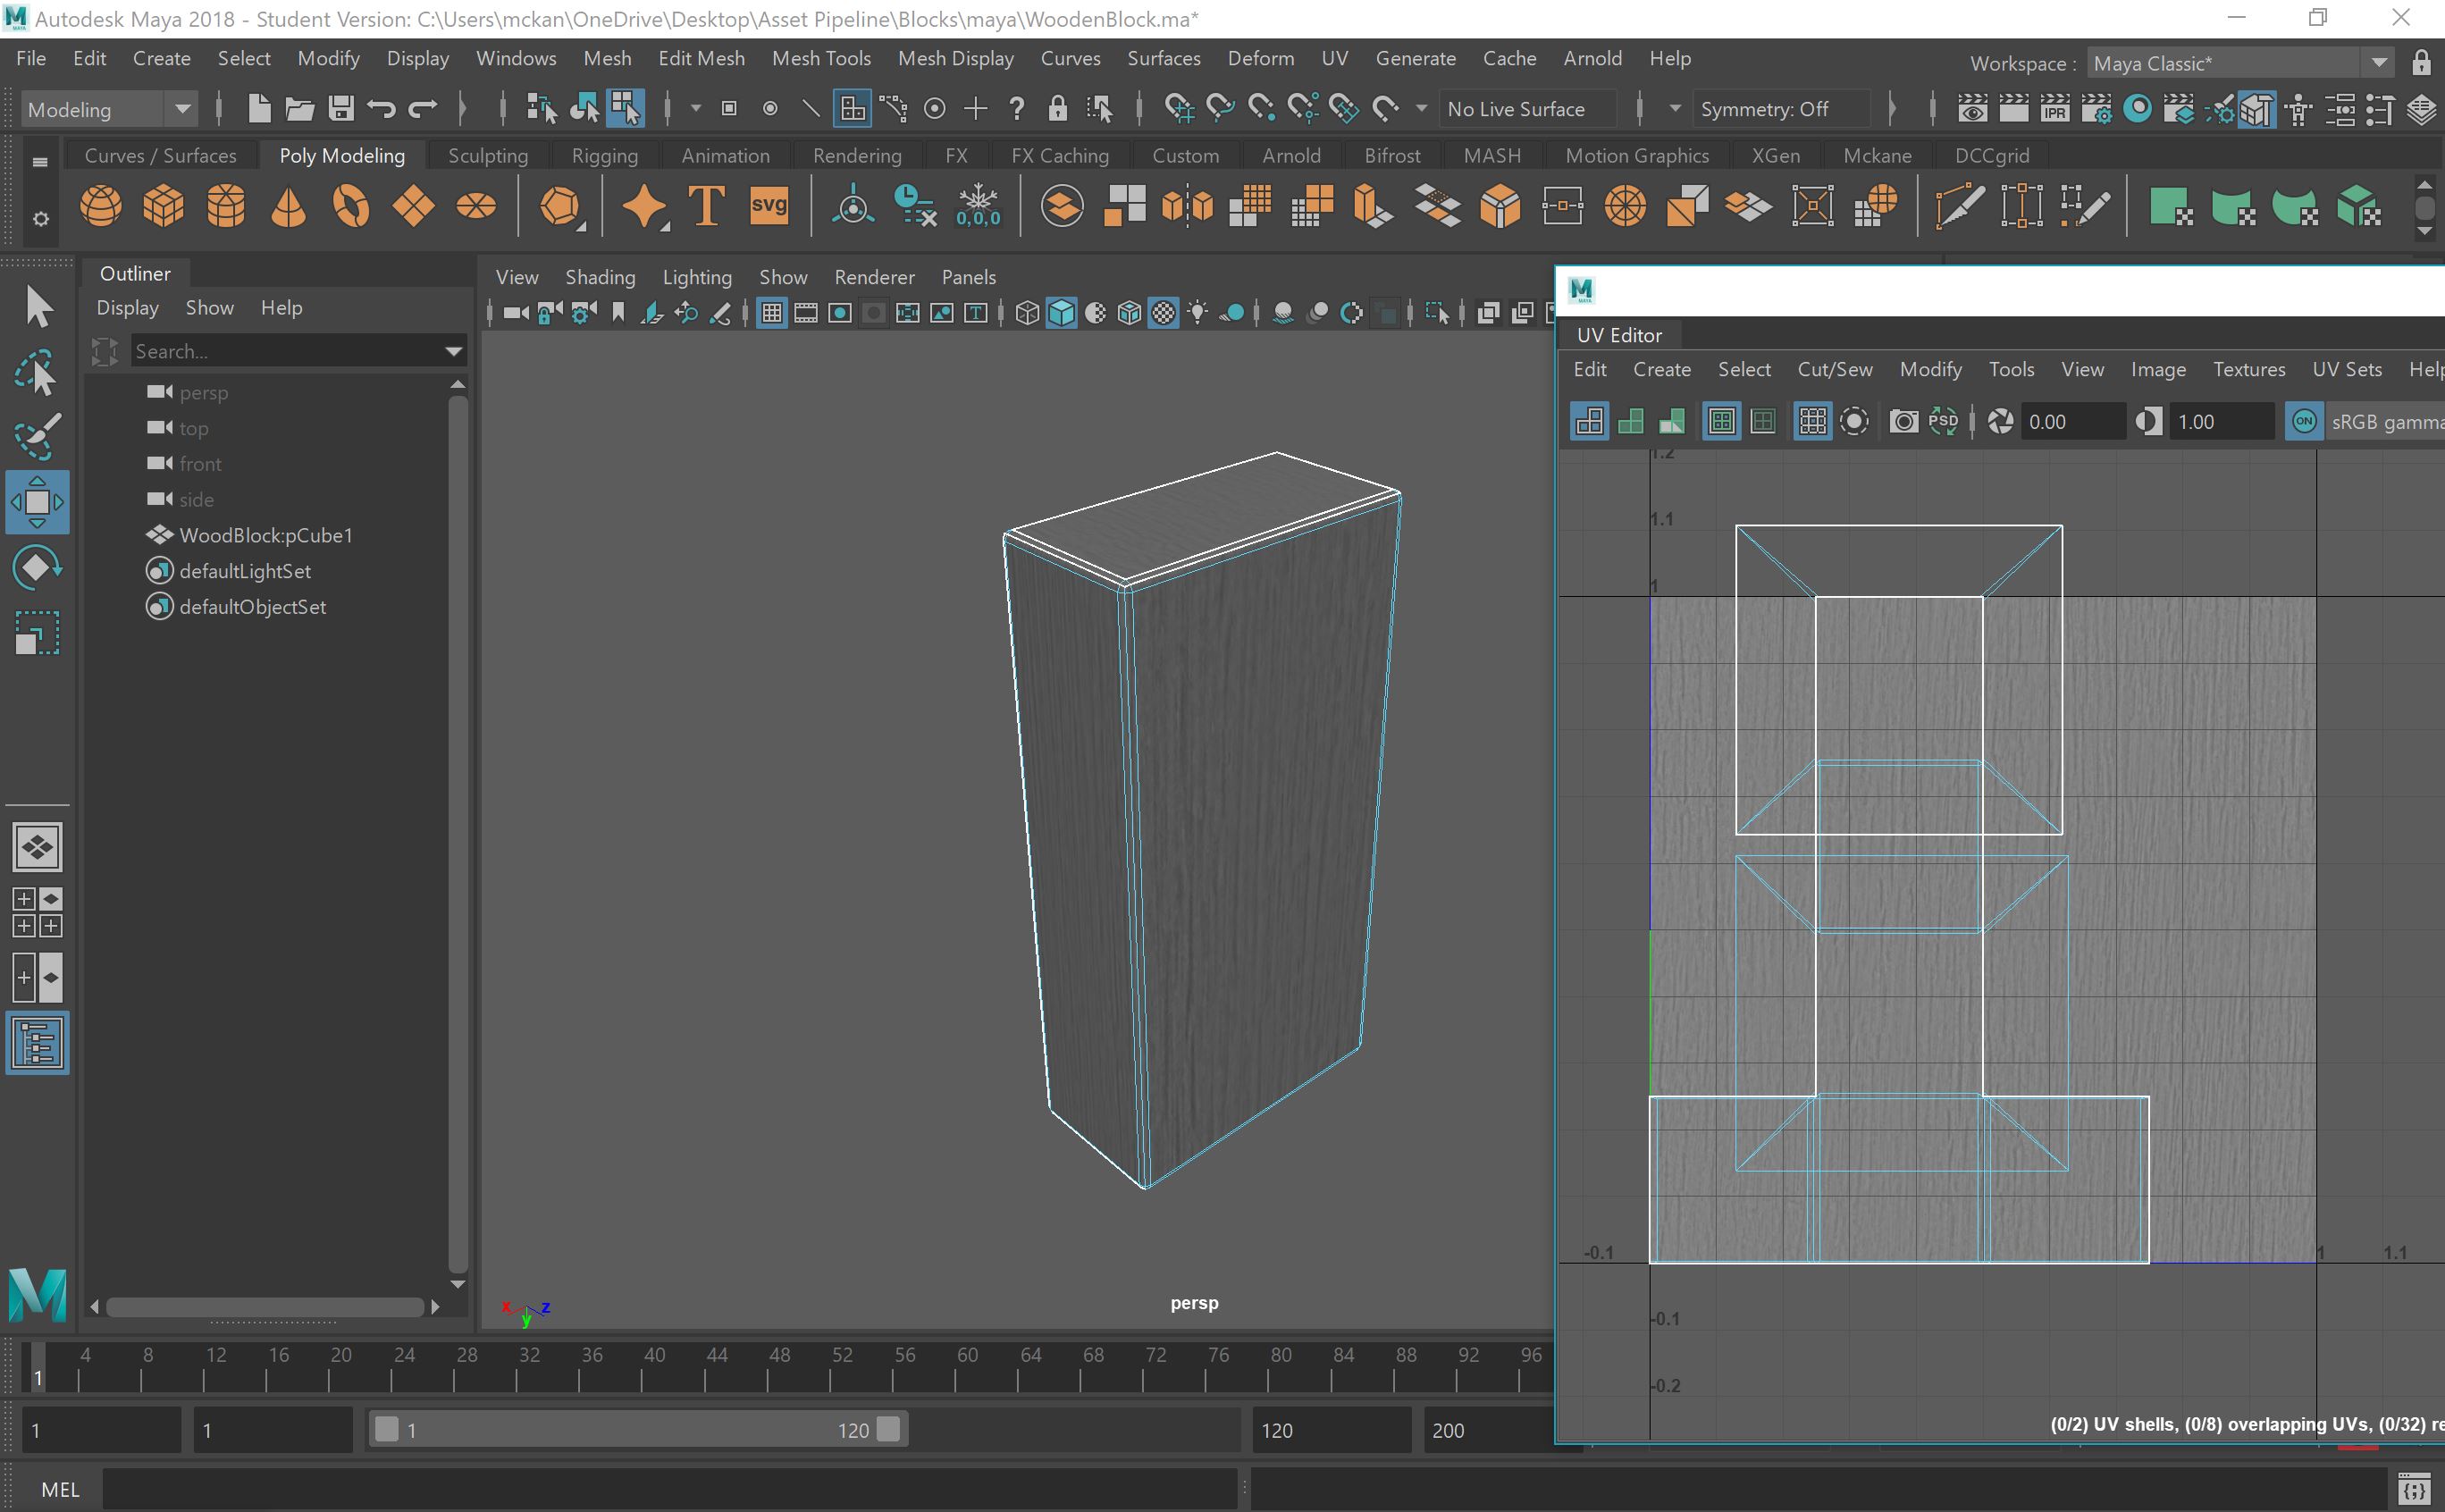 Autodesk Maya 2018 - Student Version: C:\Users\mckan\OneDrive\Desktop\Asset Pipeline\Blocks\maya\WoodenBlock.ma*
File Edit Create Select Modify Display Windows Mesh Edit Mesh Mesh Tools Mesh Display Curves Surfaces Deform UV Generate Cache Arnold Help Workspace : Maya Classic*
Modeling No Live Surface Symmetry: Off IPR
Curves / Surfaces Poly Modeling Sculpting Rigging Animation Rendering FX FX Caching Custom Arnold Bifrost MASH Motion Graphics XGen Mckane DCCgrid
T svg 0,0,0
Outliner
Display Show Help
Search...
persp
top
front
side
WoodBlock:pCube1
defaultLightSet
defaultObjectSet
View Shading Lighting Show Renderer Panels
persp
x y z
MAYA
UV Editor
Edit Create Select Cut/Sew Modify Tools View Image Textures UV Sets Help
PSD 0.00 1.00 ON sRGB gamma
1.2
1.1
1
-0.1 1 1.1
-0.1
-0.2
(0/2) UV shells, (0/8) overlapping UVs, (0/32) re
1 4 8 12 16 20 24 28 32 36 40 44 48 52 56 60 64 68 72 76 80 84 88 92 96
1 1 1 120 120 200
MEL